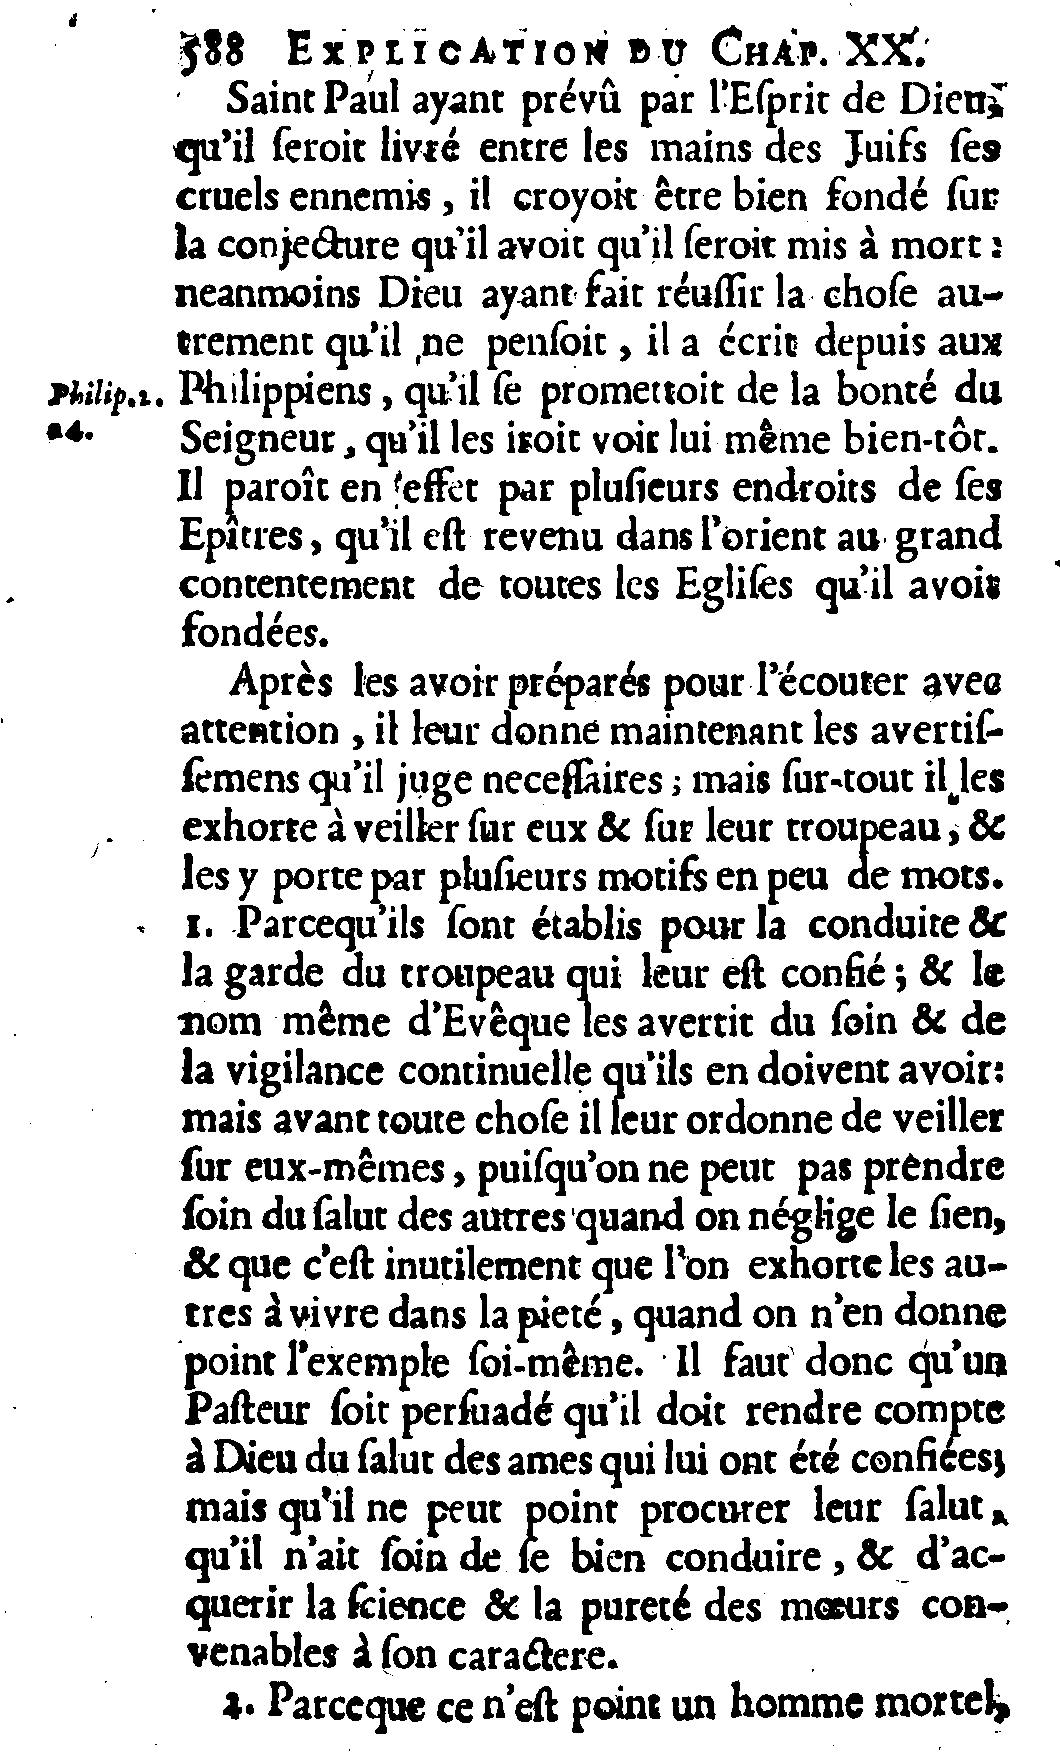 588 EXPLICATION DU CHAP. XX.
Saint Paul ayant prévû par l'Eſprit de Dieu,
qu'il ſeroit livré entre les mains des Juifs ſes
cruels ennemis, il croyoit être bien fondé ſur
la conjecture qu'il avoit qu'il ſeroit mis à mort :
neanmoins Dieu ayant fait réuſſir la choſe au-
trement qu'il ne penſoit, il a écrit depuis aux
Philip. 2. Philippiens, qu'il ſe promettoit de la bonté du
24. Seigneur, qu'il les iroit voir lui même bien-tôt.
Il paroît en effet par pluſieurs endroits de ſes
Epîtres, qu'il eſt revenu dans l'orient au grand
contentement de toutes les Egliſes qu'il avoit
fondées.
Après les avoir préparés pour l'écouter avec
attention, il leur donne maintenant les avertiſ-
ſemens qu'il juge neceſſaires ; mais ſur-tout il les
exhorte à veiller ſur eux & ſur leur troupeau, &
les y porte par pluſieurs motifs en peu de mots.
1. Parcequ'ils ſont établis pour la conduite &
la garde du troupeau qui leur eſt confié ; & le
nom même d'Evêque les avertit du ſoin & de
la vigilance continuelle qu'ils en doivent avoir:
mais avant toute choſe il leur ordonne de veiller
ſur eux-mêmes, puiſqu'on ne peut pas prendre
ſoin du ſalut des autres quand on néglige le ſien,
& que c'eſt inutilement que l'on exhorte les au-
tres à vivre dans la pieté, quand on n'en donne
point l'exemple ſoi-même. Il faut donc qu'un
Paſteur ſoit perſuadé qu'il doit rendre compte
à Dieu du ſalut des ames qui lui ont été confiées;
mais qu'il ne peut point procurer leur ſalut,
qu'il n'ait ſoin de ſe bien conduire, & d'ac-
querir la ſcience & la pureté des mœurs con-
venables à ſon caractere.
2. Parceque ce n'eſt point un homme mortel,